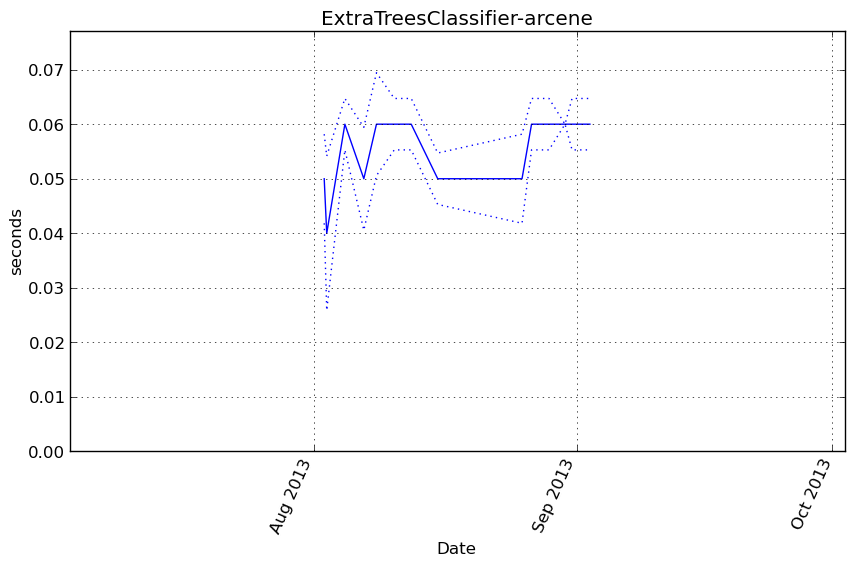 ExtraTreesClassifier-arcene
0.07
0.06
0.05
0.04
0.03
0.02
0.01
0.00
seconds
Aug 2013
Sep 2013
Oct 2013
Date